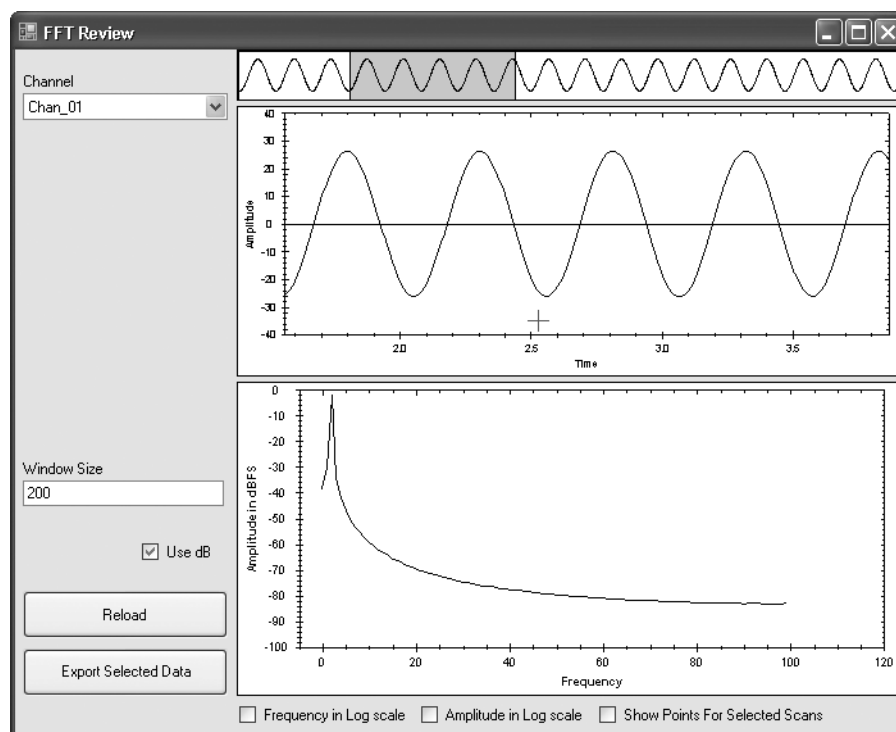 FFT Review
Channel
Chan_01
40
30
20
10
0
-10
-20
-30
-40
Amplitude
2.0
2.5
3.0
3.5
Time
Window Size
200
Use dB
Reload
Export Selected Data
0
-10
-20
-30
-40
-50
-60
-70
-80
-90
-100
Amplitude in dBFS
0
20
40
60
80
100
120
Frequency
Frequency in Log scale
Amplitude in Log scale
Show Points For Selected Scans